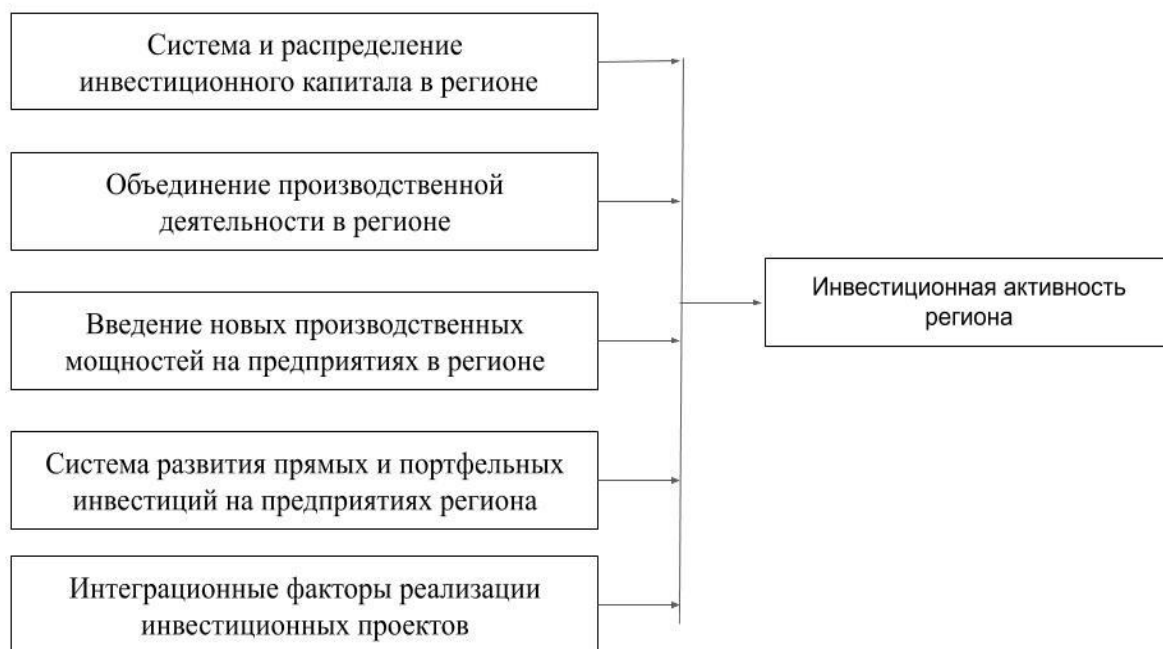 Система и распределение
инвестиционного капитала в регионе
Объединение производственной
деятельности в регионе
Введение новых производственных
мощностей на предприятиях в регионе
Система развития прямых и портфельных
инвестиций на предприятиях региона
Интеграционные факторы реализации
инвестиционных проектов
Инвестиционная активность
региона